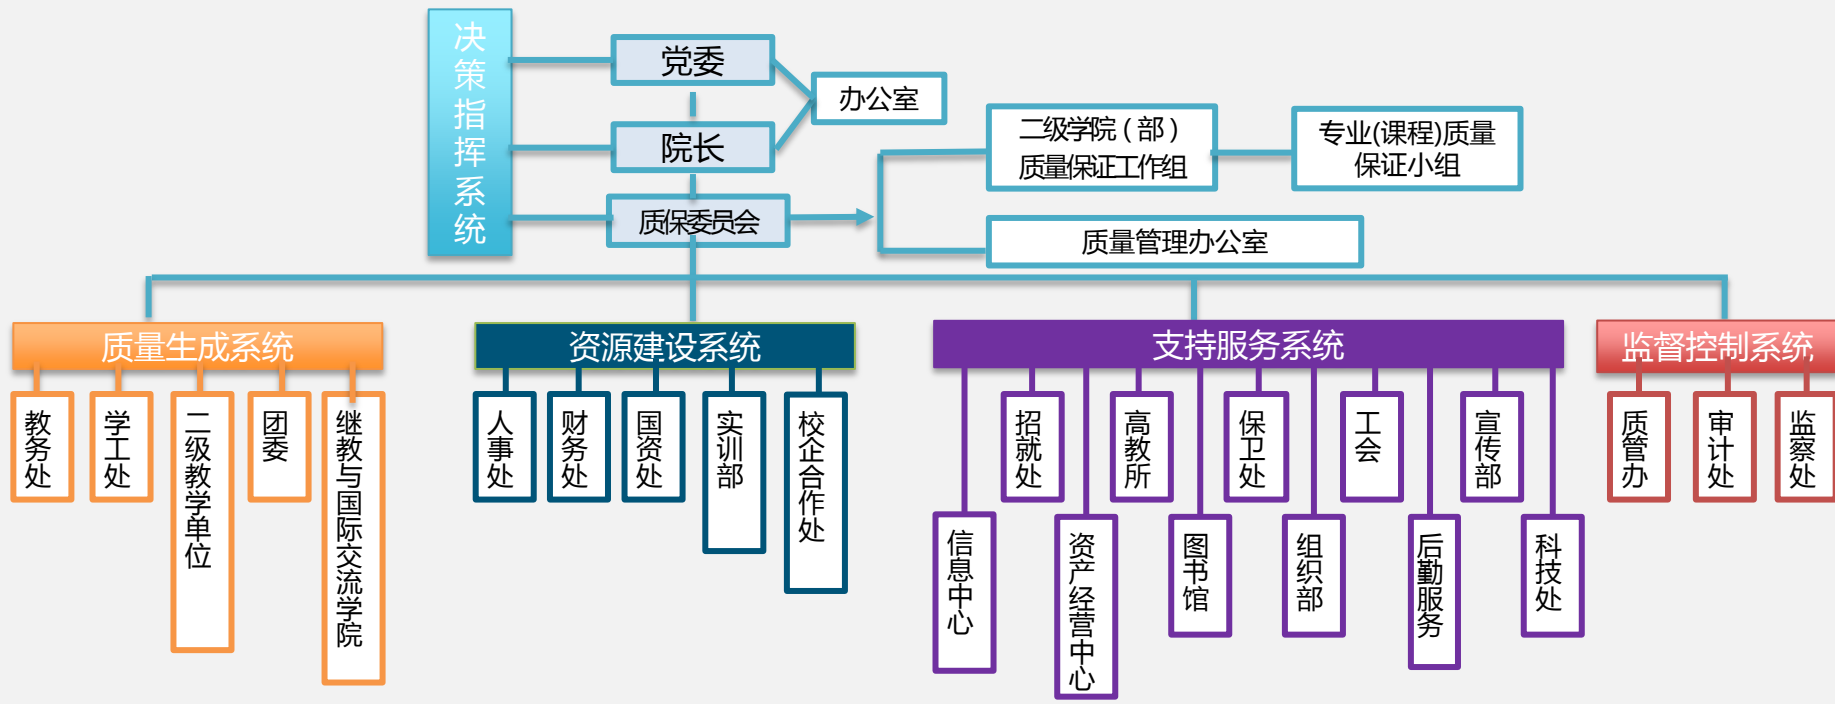 决策指挥系统
党委
办公室
院长
质保委员会
二级学院（部）
质量保证工作组
专业(课程)质量
保证小组
质量管理办公室
质量生成系统
资源建设系统
支持服务系统
监督控制系统
教务处
学工处
二级教学单位
团委
继教与国际交流学院
人事处
财务处
国资处
实训部
校企合作处
信息中心
招就处
资产经营中心
高教所
图书馆
保卫处
组织部
工会
后勤服务
宣传部
科技处
质管办
审计处
监察处